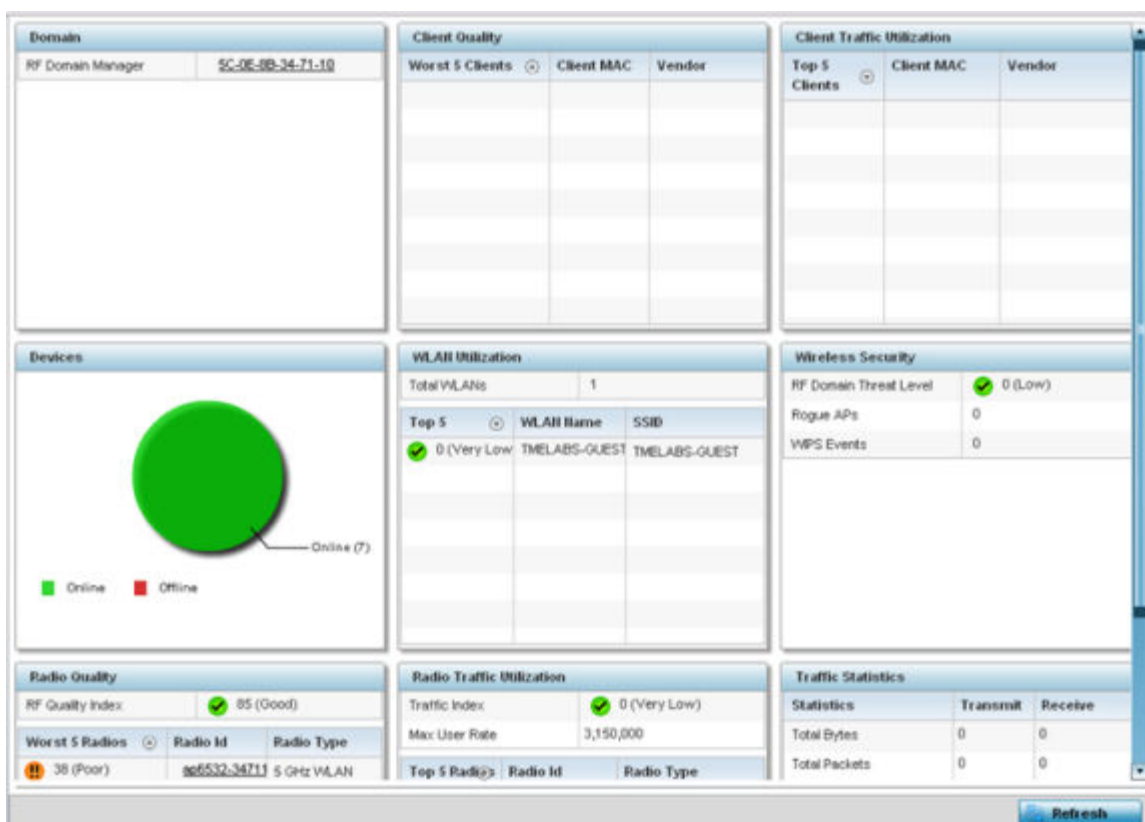 Domain
RF Domain Manager 5C-0E-8B-34-71-10
Client Quality
Worst 5 Clients Client MAC Vendor
Client Traffic Utilization
Top 5 Clients Client MAC Vendor
Devices
Online (7)
Online Offline
WLAN Utilization
Total WLANs 1
Top 5 WLAN Name SSID
0 (Very Low TMELABS-GUEST TMELABS-GUEST
Wireless Security
RF Domain Threat Level 0 (Low)
Rogue APs 0
WIPS Events 0
Radio Quality
RF Quality Index 85 (Good)
Worst 5 Radios Radio Id Radio Type
38 (Poor) ap6532-34711 5 GHz WLAN
Radio Traffic Utilization
Traffic Index 0 (Very Low)
Max User Rate 3,150,000
Top 5 Radios Radio Id Radio Type
Traffic Statistics
Statistics Transmit Receive
Total Bytes 0 0
Total Packets 0 0
Refresh